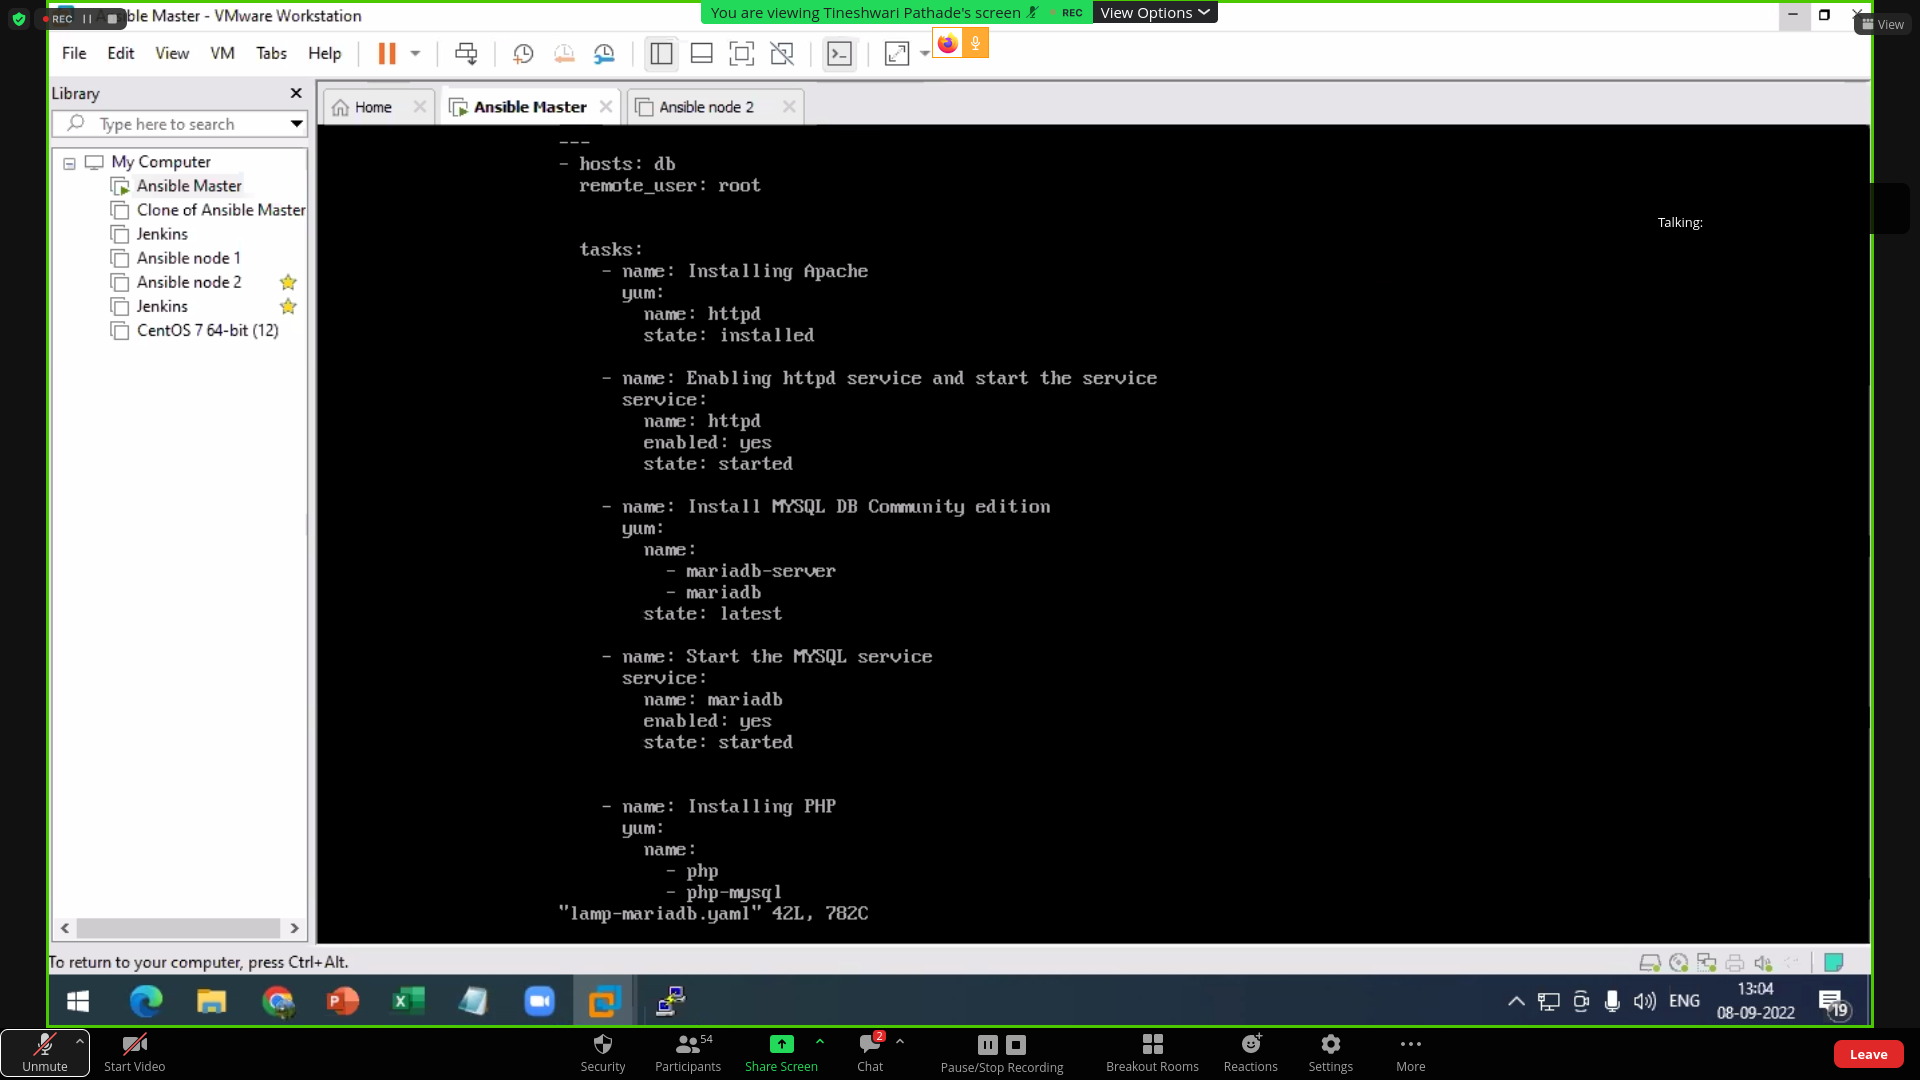 REC
Ansible Master - VMware Workstation
You are viewing Tineshwari Pathade's screen
REC
View Options
View
File Edit View VM Tabs Help
Library
Type here to search
Home
Ansible Master
Ansible node 2
My Computer
Ansible Master
Clone of Ansible Master
Jenkins
Ansible node 1
Ansible node 2
Jenkins
CentOS 7 64-bit (12)
Talking:
---
- hosts: db
remote_user: root
tasks:
- name: Installing Apache
yum:
name: httpd
state: installed
- name: Enabling httpd service and start the service
service:
name: httpd
enabled: yes
state: started
- name: Install MYSQL DB Community edition
yum:
name:
- mariadb-server
- mariadb
state: latest
- name: Start the MYSQL service
service:
name: mariadb
enabled: yes
state: started
- name: Installing PHP
yum:
name:
- php
- php-mysql
"lamp-mariadb.yaml" 42L, 782C
To return to your computer, press Ctrl+Alt.
ENG
13:04
08-09-2022
19
Unmute
Start Video
Security
54
Participants
Share Screen
2
Chat
Pause/Stop Recording
Breakout Rooms
Reactions
Settings
More
Leave